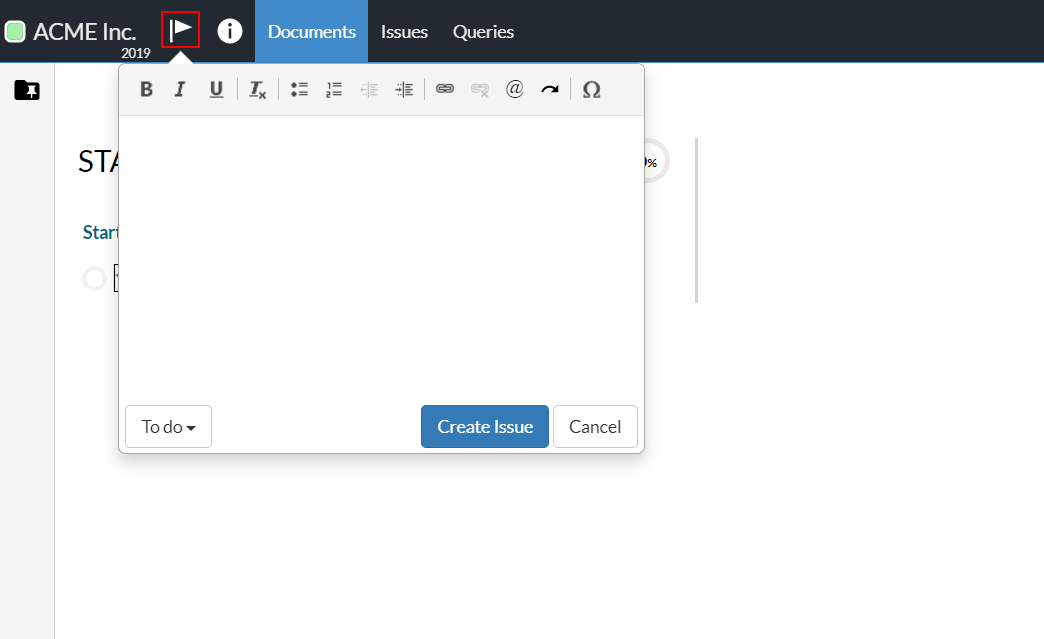 ACME Inc. Documents Issues Queries
2019
B I U @ Ω
STA
%
Start
To do Create Issue Cancel